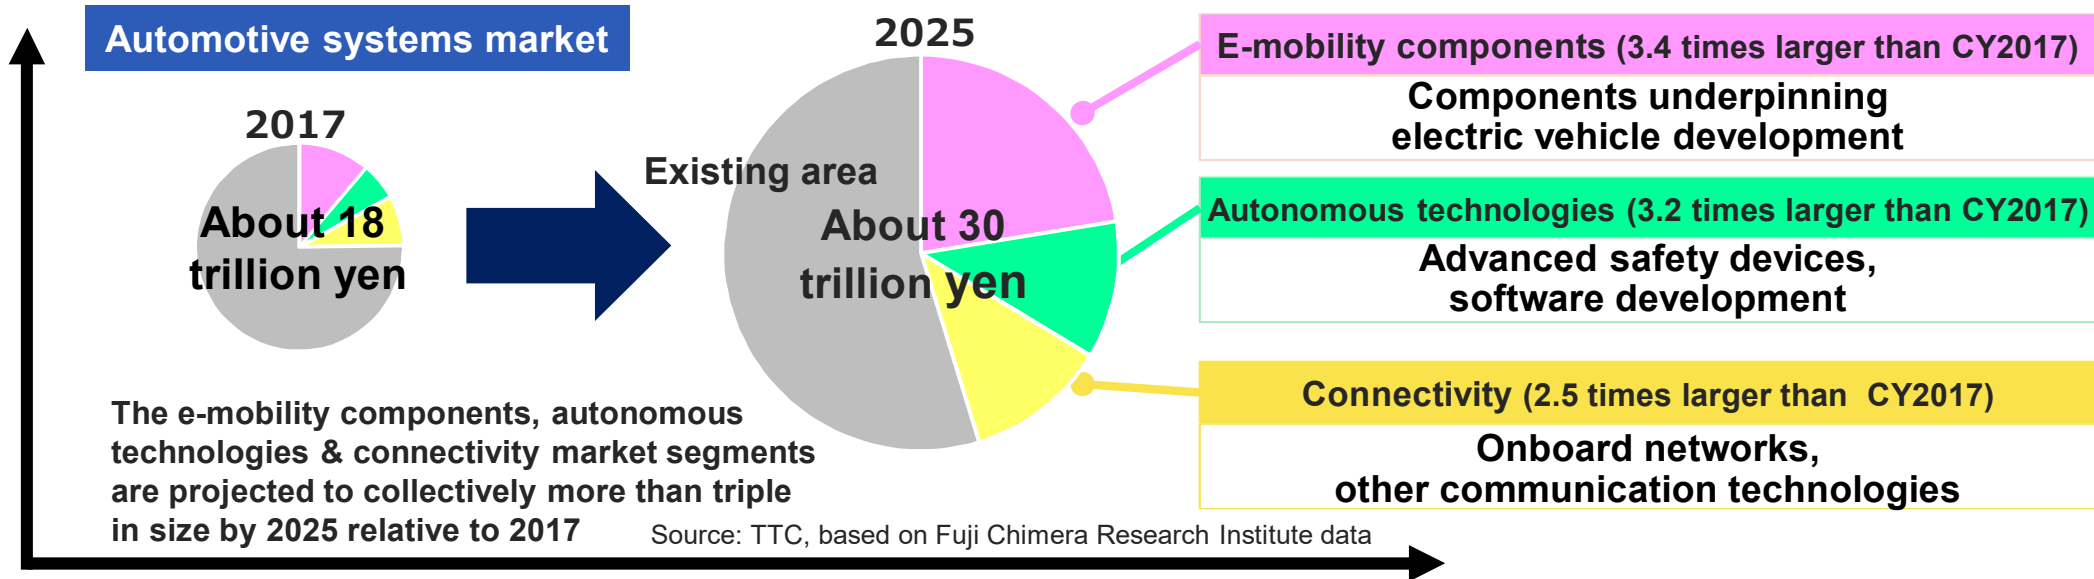 Automotive systems market
2017
About 18
trillion yen
2025
Existing area
About 30
trillion yen
E-mobility components (3.4 times larger than CY2017)
Components underpinning
electric vehicle development
Autonomous technologies (3.2 times larger than CY2017)
Advanced safety devices,
software development
Connectivity (2.5 times larger than CY2017)
Onboard networks,
other communication technologies
The e-mobility components, autonomous
technologies & connectivity market segments
are projected to collectively more than triple
in size by 2025 relative to 2017
Source: TTC, based on Fuji Chimera Research Institute data